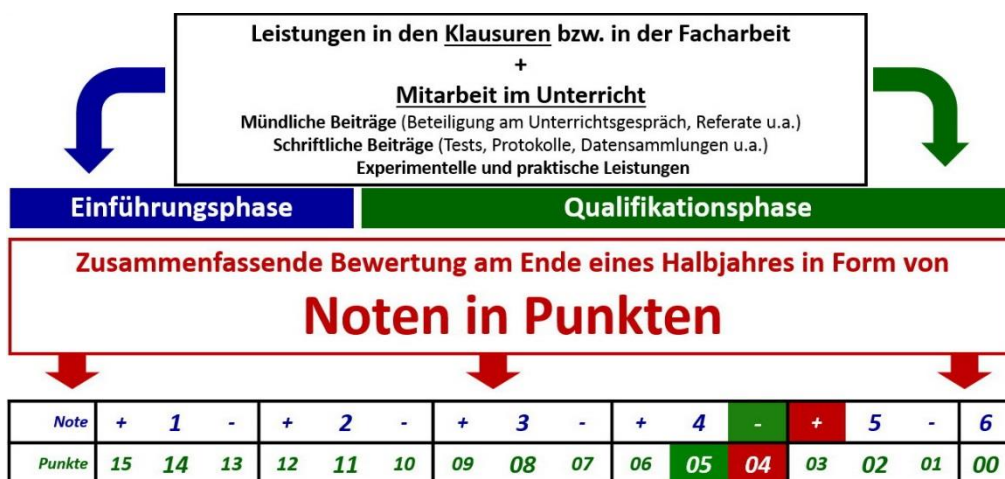 Leistungen in den Klausuren bzw. in der Facharbeit
+
Mitarbeit im Unterricht
Mündliche Beiträge (Beteiligung am Unterrichtsgespräch, Referate u.a.)
Schriftliche Beiträge (Tests, Protokolle, Datensammlungen u.a.)
Experimentelle und praktische Leistungen
Einführungsphase Qualifikationsphase
Zusammenfassende Bewertung am Ende eines Halbjahres in Form von
Noten in Punkten
Note + 1 - + 2 - + 3 - + 4 - + 5 - 6
Punkte 15 14 13 12 11 10 09 08 07 06 05 04 03 02 01 00